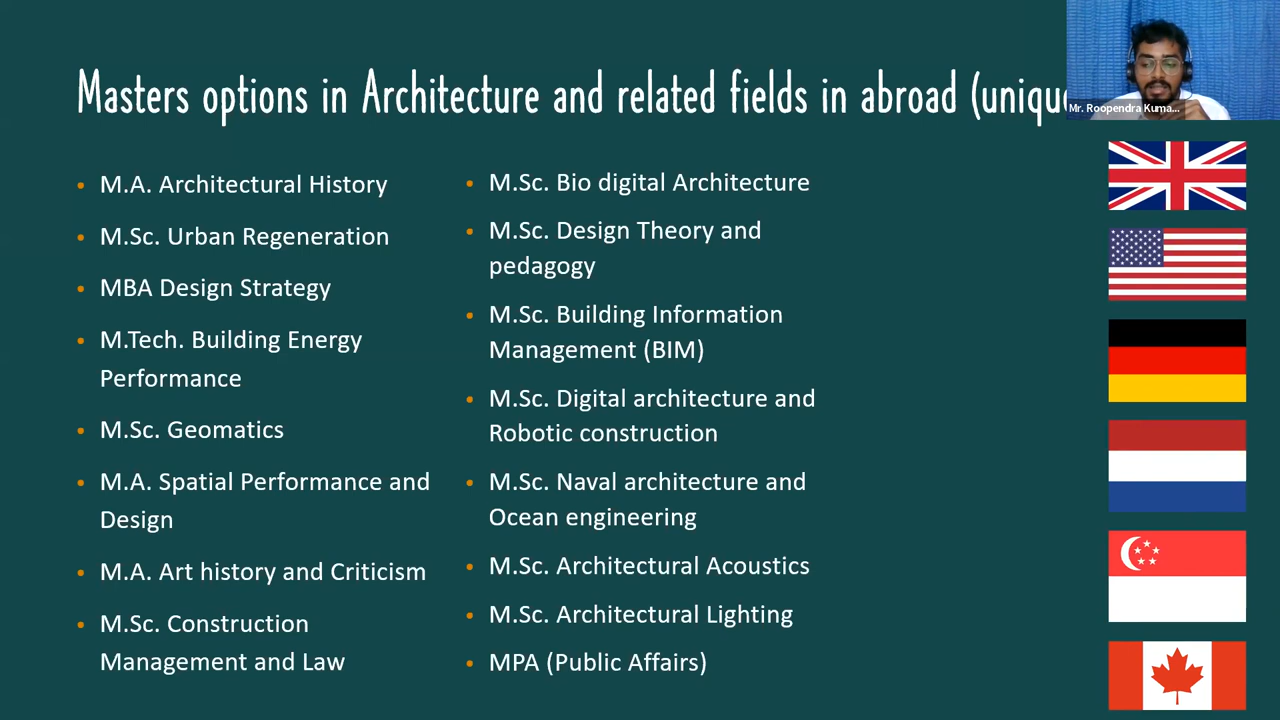 Masters options in Architecture and related fields in abroad (unique
Mr. Roopendra Kuma...
M.A. Architectural History
M.Sc. Urban Regeneration
MBA Design Strategy
M.Tech. Building Energy
Performance
M.Sc. Geomatics
M.A. Spatial Performance and
Design
M.A. Art history and Criticism
M.Sc. Construction
Management and Law
M.Sc. Bio digital Architecture
M.Sc. Design Theory and
pedagogy
M.Sc. Building Information
Management (BIM)
M.Sc. Digital architecture and
Robotic construction
M.Sc. Naval architecture and
Ocean engineering
M.Sc. Architectural Acoustics
M.Sc. Architectural Lighting
MPA (Public Affairs)